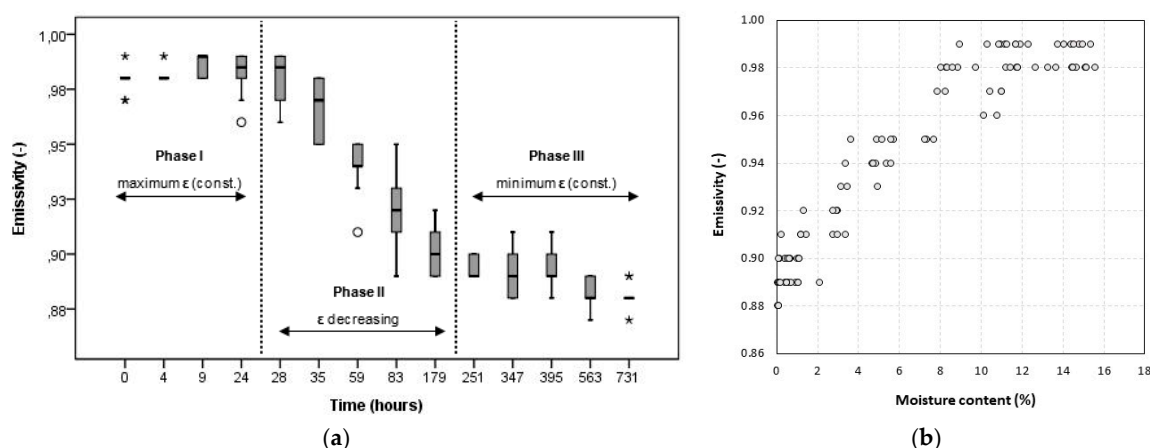 1,00
,98
,95
,93
,90
,88
Emissivity (-)
Phase I
maximum ε (const.)
Phase II
ε decreasing
Phase III
minimum ε (const.)
0 4 9 24 28 35 59 83 179 251 347 395 563 731
Time (hours)
(a)
1.00
0.98
0.96
0.94
0.92
0.90
0.88
0.86
Emissivity (-)
0 2 4 6 8 10 12 14 16 18
Moisture content (%)
(b)